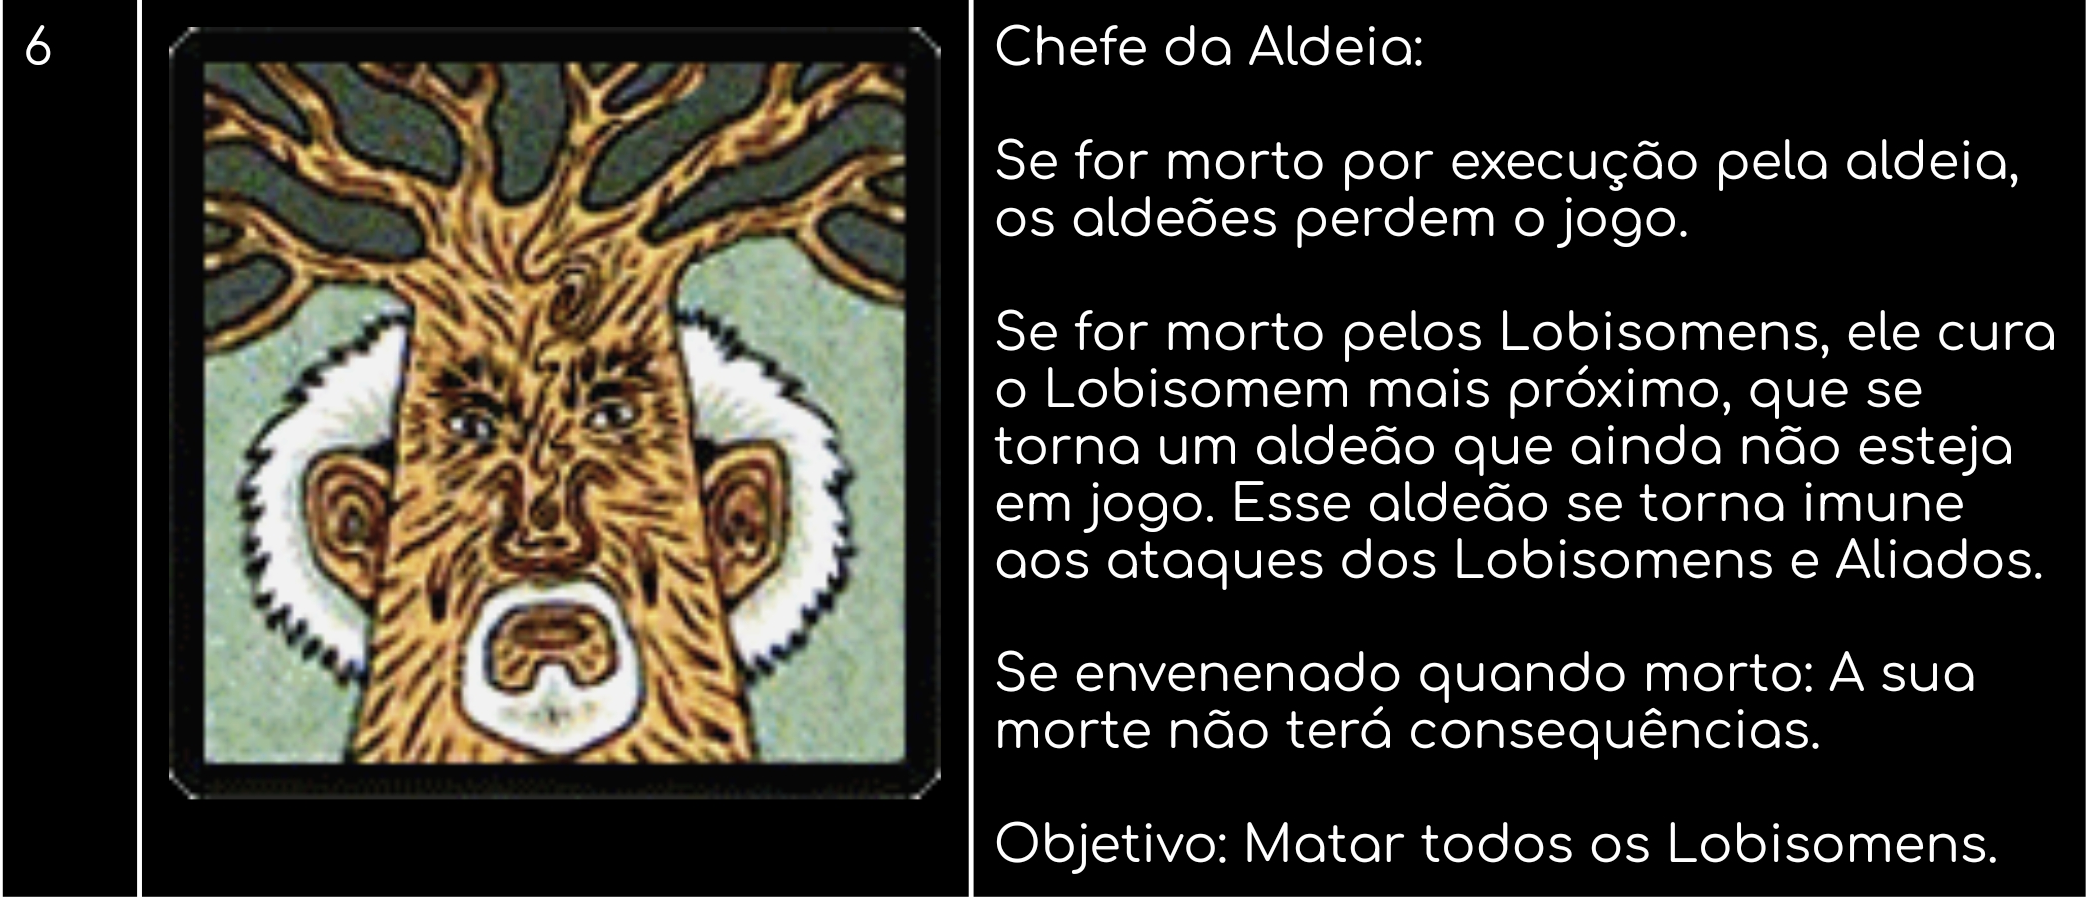 6
Chefe da Aldeia:
Se for morto por execução pela aldeia,
os aldeões perdem o jogo.
Se for morto pelos Lobisomens, ele cura
o Lobisomem mais próximo, que se
torna um aldeão que ainda não esteja
em jogo. Esse aldeão se torna imune
aos ataques dos Lobisomens e Aliados.
Se envenenado quando morto: A sua
morte não terá consequências.
Objetivo: Matar todos os Lobisomens.